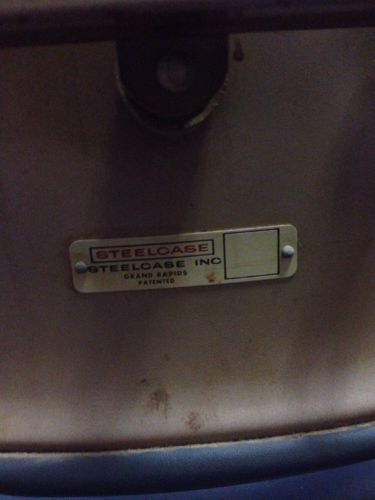 STEELCASE
STEELCASE INC
GRAND RAPIDS
PATENTED